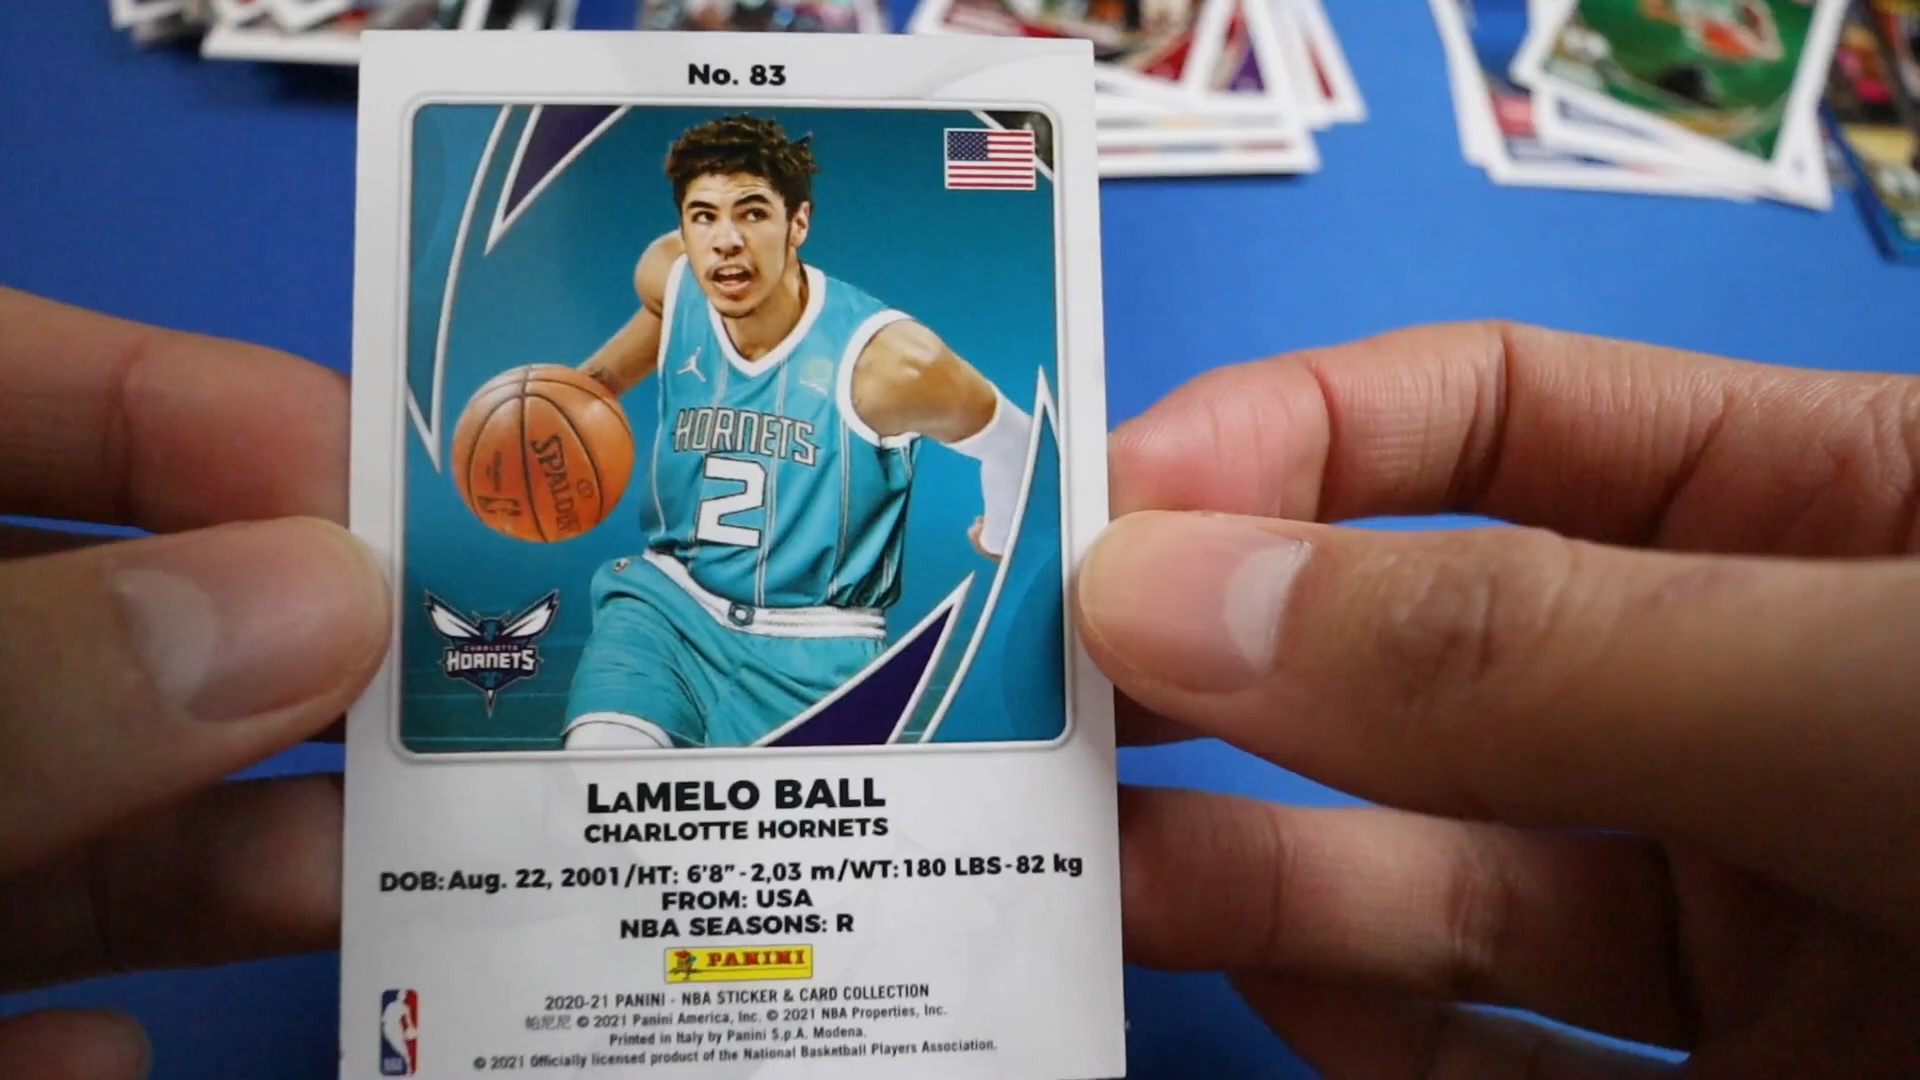 No. 83
SPALDING
HORNETS
2
CHARLOTTE
HORNETS
LaMELO BALL
CHARLOTTE HORNETS
DOB: Aug. 22, 2001/HT: 6'8" - 2,03 m/WT: 180 LBS - 82 kg
FROM: USA
NBA SEASONS: R
PANINI
2020-21 PANINI - NBA STICKER & CARD COLLECTION
帕尼尼 © 2021 Panini America, Inc. © 2021 NBA Properties, Inc.
Printed in Italy by Panini S.p.A. Modena.
© 2021 Officially licensed product of the National Basketball Players Association.
NBA